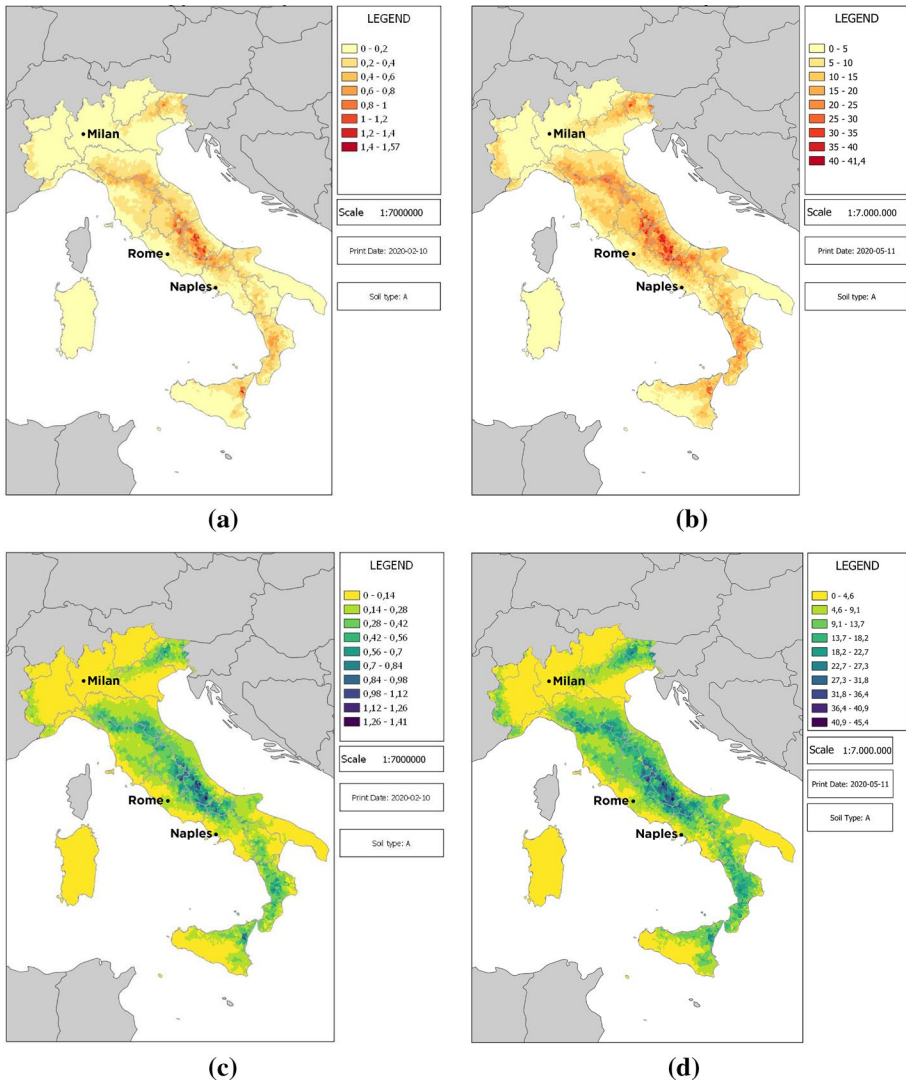 LEGEND
0 - 0,2
0,2 - 0,4
0,4 - 0,6
0,6 - 0,8
0,8 - 1
1 - 1,2
1,2 - 1,4
1,4 - 1,57
Scale 1:7000000
Print Date: 2020-02-10
Soil type: A
Milan
Rome
Naples
(a)
LEGEND
0 - 5
5 - 10
10 - 15
15 - 20
20 - 25
25 - 30
30 - 35
35 - 40
40 - 41,4
Scale 1:7.000.000
Print Date: 2020-05-11
Soil type: A
Milan
Rome
Naples
(b)
LEGEND
0 - 0,14
0,14 - 0,28
0,28 - 0,42
0,42 - 0,56
0,56 - 0,7
0,7 - 0,84
0,84 - 0,98
0,98 - 1,12
1,12 - 1,26
1,26 - 1,41
Scale 1:7000000
Print Date: 2020-02-10
Soil type: A
Milan
Rome
Naples
(c)
LEGEND
0 - 4,6
4,6 - 9,1
9,1 - 13,7
13,7 - 18,2
18,2 - 22,7
22,7 - 27,3
27,3 - 31,8
31,8 - 36,4
36,4 - 40,9
40,9 - 45,4
Scale 1:7.000.000
Print Date: 2020-05-11
Soil Type: A
Milan
Rome
Naples
(d)